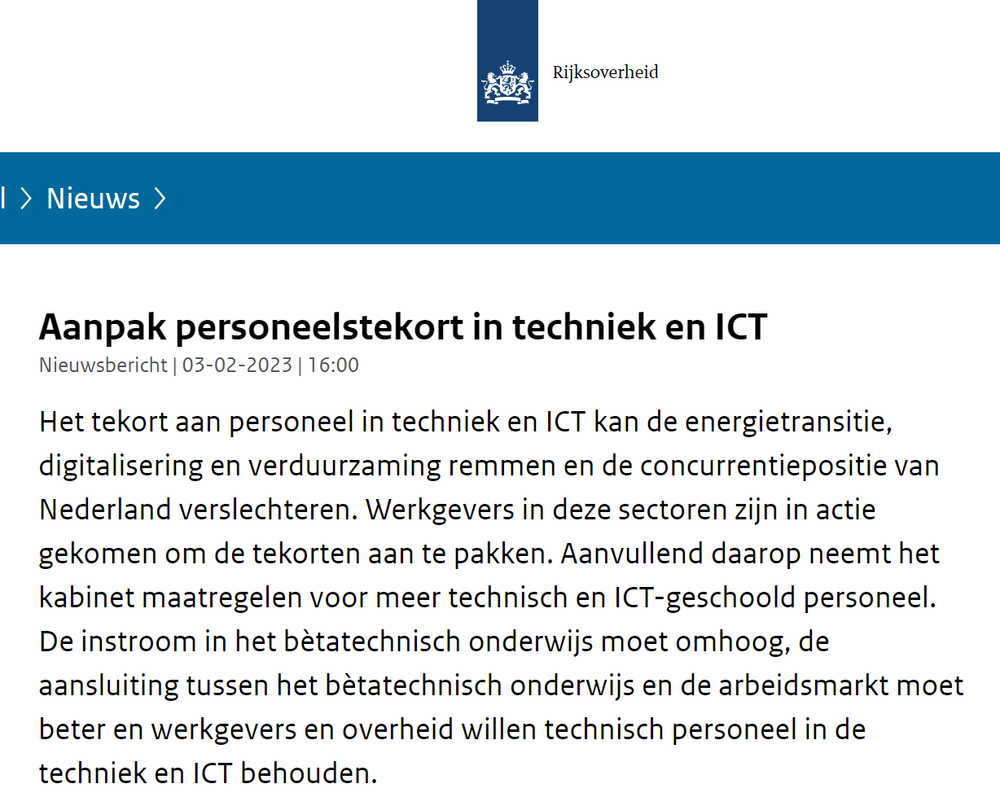 Rijksoverheid
l > Nieuws >
Aanpak personeelstekort in techniek en ICT
Nieuwsbericht | 03-02-2023 | 16:00
Het tekort aan personeel in techniek en ICT kan de energietransitie,
digitalisering en verduurzaming remmen en de concurrentiepositie van
Nederland verslechteren. Werkgevers in deze sectoren zijn in actie
gekomen om de tekorten aan te pakken. Aanvullend daarop neemt het
kabinet maatregelen voor meer technisch en ICT-geschoold personeel.
De instroom in het bètatechnisch onderwijs moet omhoog, de
aansluiting tussen het bètatechnisch onderwijs en de arbeidsmarkt moet
beter en werkgevers en overheid willen technisch personeel in de
techniek en ICT behouden.